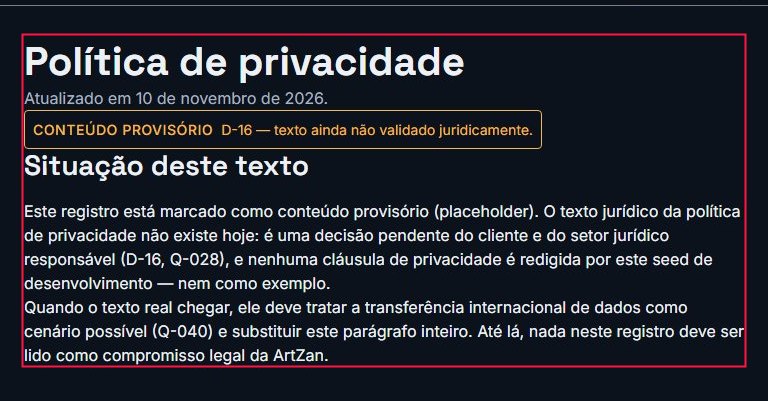 Política de privacidade
Atualizado em 10 de novembro de 2026.
CONTEÚDO PROVISÓRIO D-16 — texto ainda não validado juridicamente.
Situação deste texto
Este registro está marcado como conteúdo provisório (placeholder). O texto jurídico da política
de privacidade não existe hoje: é uma decisão pendente do cliente e do setor jurídico
responsável (D-16, Q-028), e nenhuma cláusula de privacidade é redigida por este seed de
desenvolvimento — nem como exemplo.
Quando o texto real chegar, ele deve tratar a transferência internacional de dados como
cenário possível (Q-040) e substituir este parágrafo inteiro. Até lá, nada neste registro deve ser
lido como compromisso legal da ArtZan.